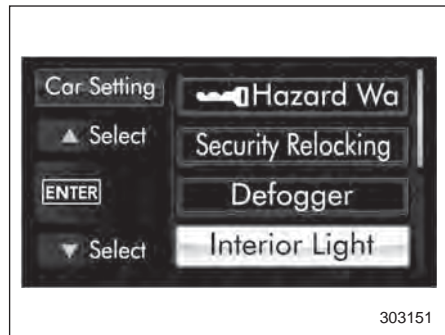 Car Setting
▲ Select
ENTER
▼ Select
Hazard Wa
Security Relocking
Defogger
Interior Light
303151